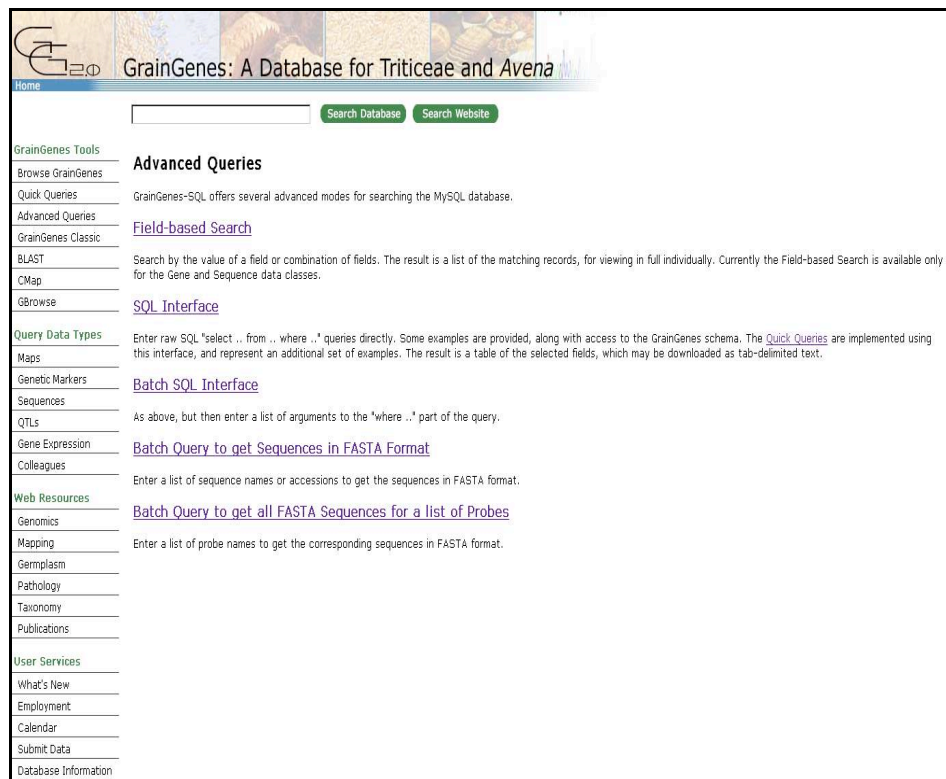 GG2.0
GrainGenes: A Database for Triticeae and Avena
Home
Search Database
Search Website
GrainGenes Tools
Browse GrainGenes
Quick Queries
Advanced Queries
GrainGenes Classic
BLAST
CMap
GBrowse
Query Data Types
Maps
Genetic Markers
Sequences
QTLs
Gene Expression
Colleagues
Web Resources
Genomics
Mapping
Germplasm
Pathology
Taxonomy
Publications
User Services
What's New
Employment
Calendar
Submit Data
Database Information
Advanced Queries
GrainGenes-SQL offers several advanced modes for searching the MySQL database.
Field-based Search
Search by the value of a field or combination of fields. The result is a list of the matching records, for viewing in full individually. Currently the Field-based Search is available only
for the Gene and Sequence data classes.
SQL Interface
Enter raw SQL "select .. from .. where .." queries directly. Some examples are provided, along with access to the GrainGenes schema. The Quick Queries are implemented using
this interface, and represent an additional set of examples. The result is a table of the selected fields, which may be downloaded as tab-delimited text.
Batch SQL Interface
As above, but then enter a list of arguments to the "where .." part of the query.
Batch Query to get Sequences in FASTA Format
Enter a list of sequence names or accessions to get the sequences in FASTA format.
Batch Query to get all FASTA Sequences for a list of Probes
Enter a list of probe names to get the corresponding sequences in FASTA format.